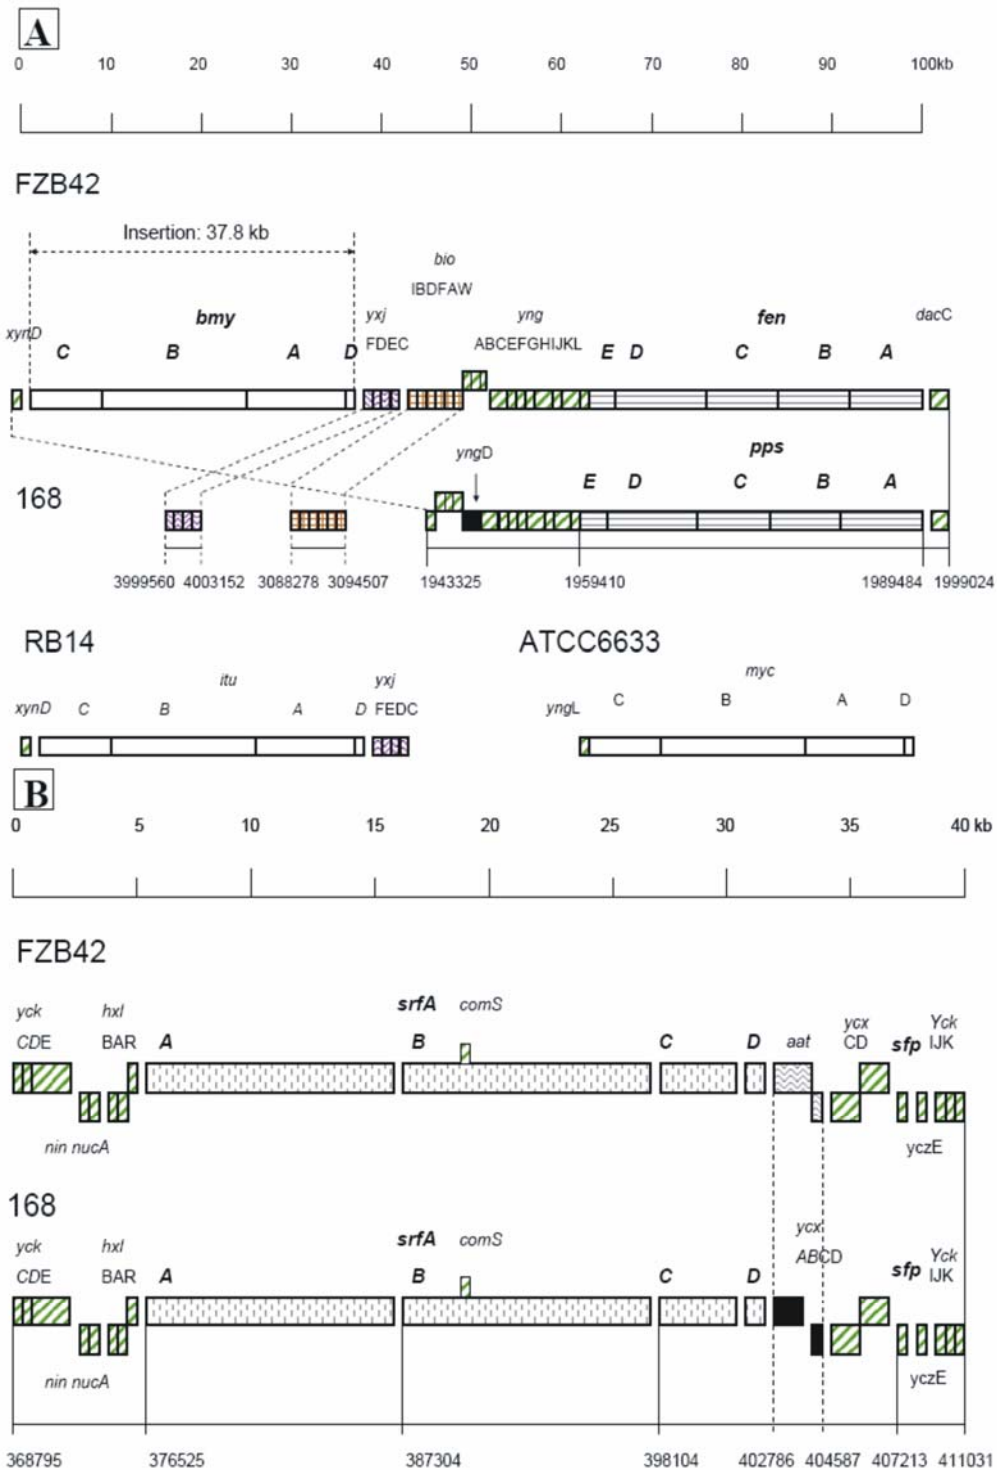 A
0 10 20 30 40 50 60 70 80 90 100kb
FZB42
Insertion: 37.8 kb
bio
IBDFAW
xynD bmy yxj yng fen dacC
C B A D FDEC ABCEFGHIJKL E D C B A
yngD pps
168 E D C B A
3999560 4003152 3088278 3094507 1943325 1959410 1989484 1999024
RB14 ATCC6633
itu yxj myc
xynD C B A D FEDC yngL C B A D
B
0 5 10 15 20 25 30 35 40 kb
FZB42
yck hxl srfA comS ycx Yck
CDE BAR A B C D aat CD sfp IJK
nin nucA yczE
168
yck hxl srfA comS ycx Yck
CDE BAR A B C D ABCD sfp IJK
nin nucA yczE
368795 376525 387304 398104 402786 404587 407213 411031